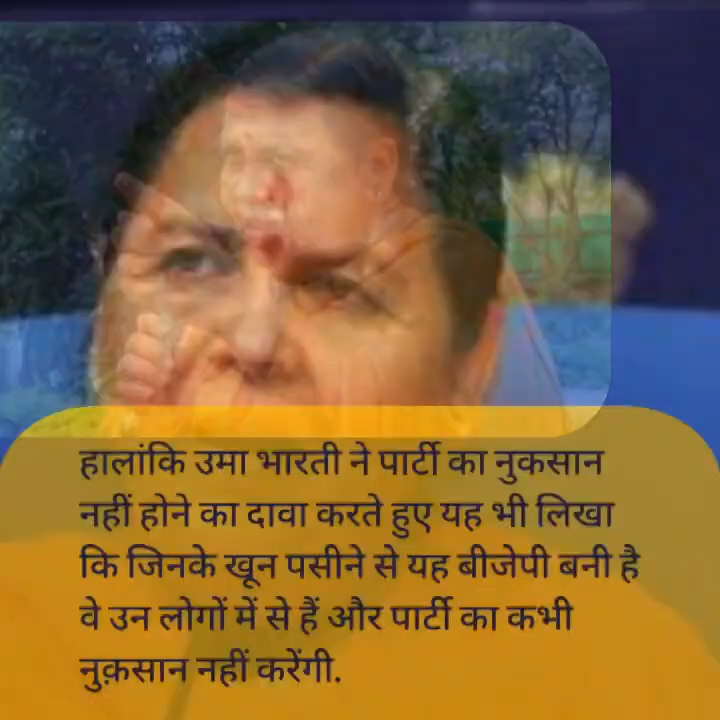 हालांकि उमा भारती ने पार्टी का नुकसान
नहीं होने का दावा करते हुए यह भी लिखा
कि जिनके खून पसीने से यह बीजेपी बनी है
वे उन लोगों में से हैं और पार्टी का कभी
नुक़सान नहीं करेंगी.